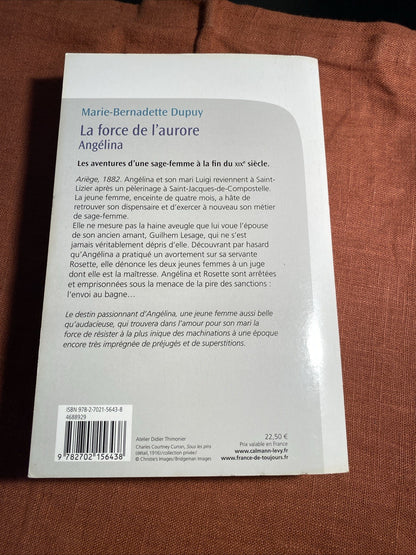 Marie-Bernadette Dupuy
La force de l'aurore
Angélina
Les aventures d'une sage-femme à la fin du XIXe siècle.
Ariège, 1882. Angélina et son mari Luigi reviennent à Saint-
Lizier après un pèlerinage à Saint-Jacques-de-Compostelle.
La jeune femme, enceinte de quatre mois, a hâte de
retrouver son dispensaire et d'exercer à nouveau son métier
de sage-femme.
Elle ne mesure pas la haine aveugle que lui voue l'épouse
de son ancien amant, Guilhem Lesage, qui ne s'est
jamais véritablement dépris d'elle. Découvrant par hasard
qu'Angélina a pratiqué un avortement sur sa servante
Rosette, elle dénonce les deux jeunes femmes à un juge
dont elle est la maîtresse. Angélina et Rosette sont arrêtées
et emprisonnées sous la menace de la pire des sanctions :
l'envoi au bagne…
Le destin passionnant d'Angélina, une jeune femme aussi belle
qu'audacieuse, qui trouvera dans l'amour pour son mari la
force de résister à la plus inique des machinations à une époque
encore très imprégnée de préjugés et de superstitions.
ISBN 978-2-7021-5643-8
4688929
9 782702 156438
Atelier Didier Thimonier
Charles Courtney Curran, Sous les pins
(détail, 1916)/collection privée/
© Christie's Images/Bridgeman Images
22,50 €
Prix valable en France
www.calmann-levy.fr
www.france-de-toujours.fr